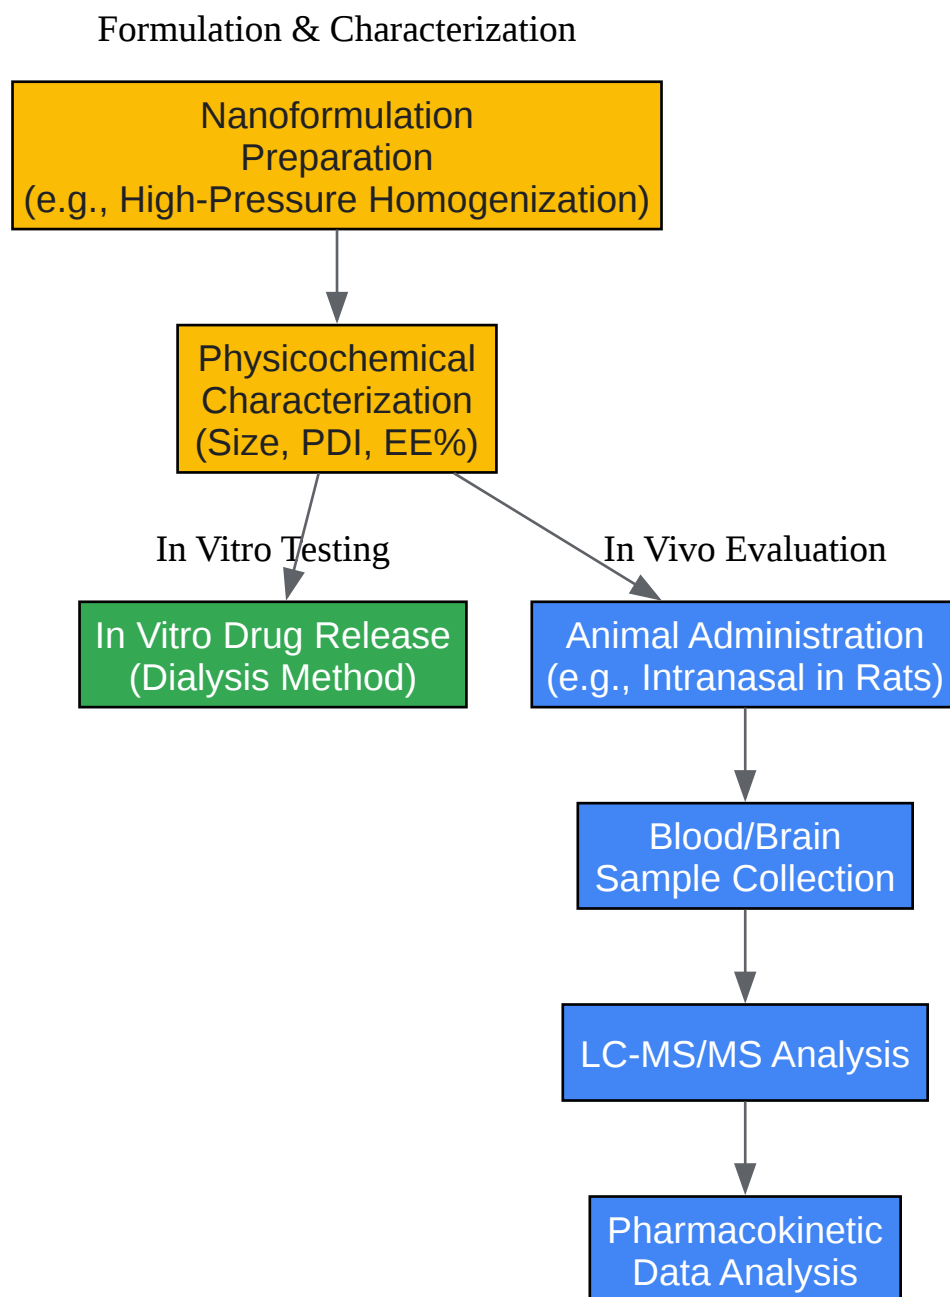 Formulation & Characterization
Nanoformulation
Preparation
(e.g., High-Pressure Homogenization)
Physicochemical
Characterization
(Size, PDI, EE%)
In Vitro Testing
In Vivo Evaluation
In Vitro Drug Release
(Dialysis Method)
Animal Administration
(e.g., Intranasal in Rats)
Blood/Brain
Sample Collection
LC-MS/MS Analysis
Pharmacokinetic
Data Analysis